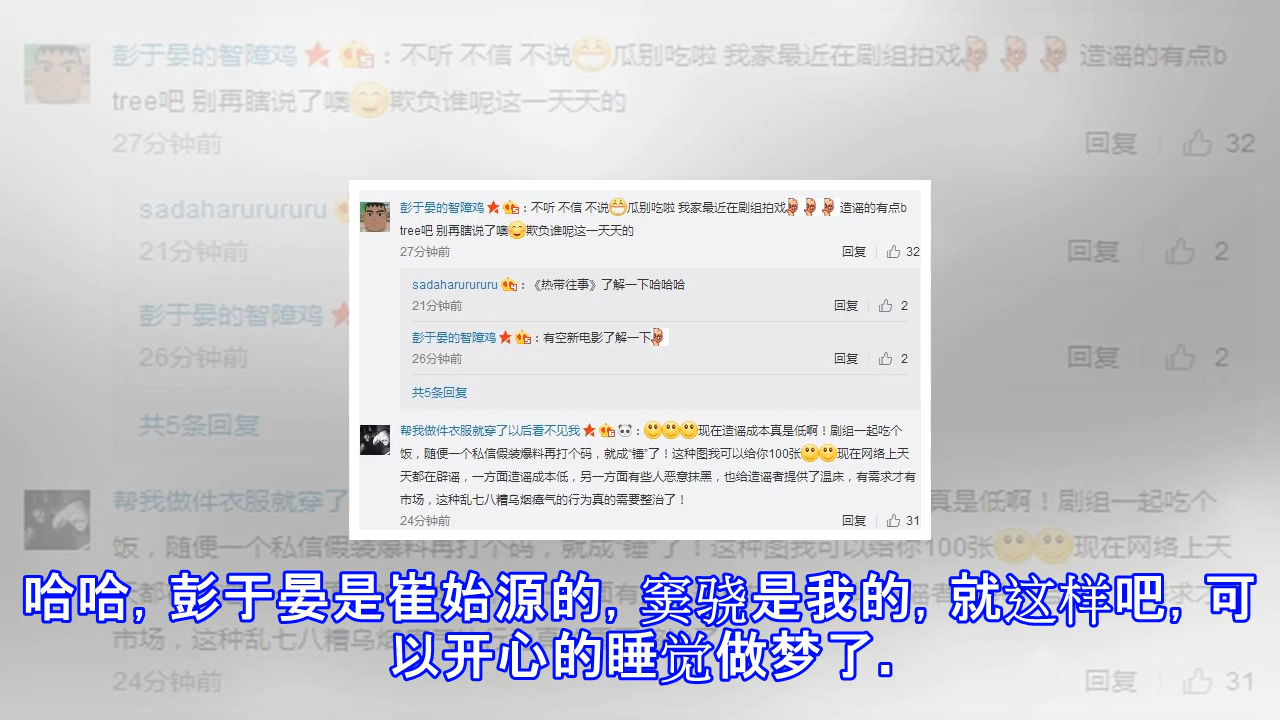 彭于晏的智障鸡：不听 不信 不说瓜别吃啦 我家最近在剧组拍戏 造谣的有点b
tree吧 别再瞎说了噢欺负谁呢这一天天的
27分钟前 回复 32
sadaharurururu：《热带往事》了解一下哈哈哈
21分钟前 回复 2
彭于晏的智障鸡：有空新电影了解一下
26分钟前 回复 2
共5条回复
帮我做件衣服就穿了以后看不见我：现在造谣成本真是低啊！剧组一起吃个
饭，随便一个私信假装爆料再打个码，就成“锤”了！这种图我可以给你100张现在网络上天
天都在辟谣，一方面造谣成本低，另一方面有些人恶意抹黑，也给造谣者提供了温床，有需求才有
市场，这种乱七八糟乌烟瘴气的行为真的需要整治了！
24分钟前 回复 31
哈哈, 彭于晏是崔始源的, 窦骁是我的, 就这样吧, 可
以开心的睡觉做梦了.